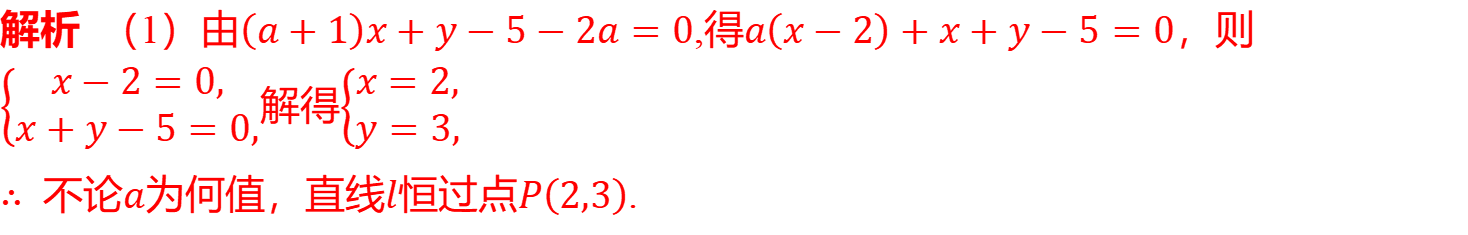 解析 （1）由(a + 1)x + y − 5 − 2a = 0,得a(x − 2) + x + y − 5 = 0，则
{x − 2 = 0, x + y − 5 = 0, 解得{x = 2, y = 3,
∴ 不论a为何值，直线l恒过点P(2,3).